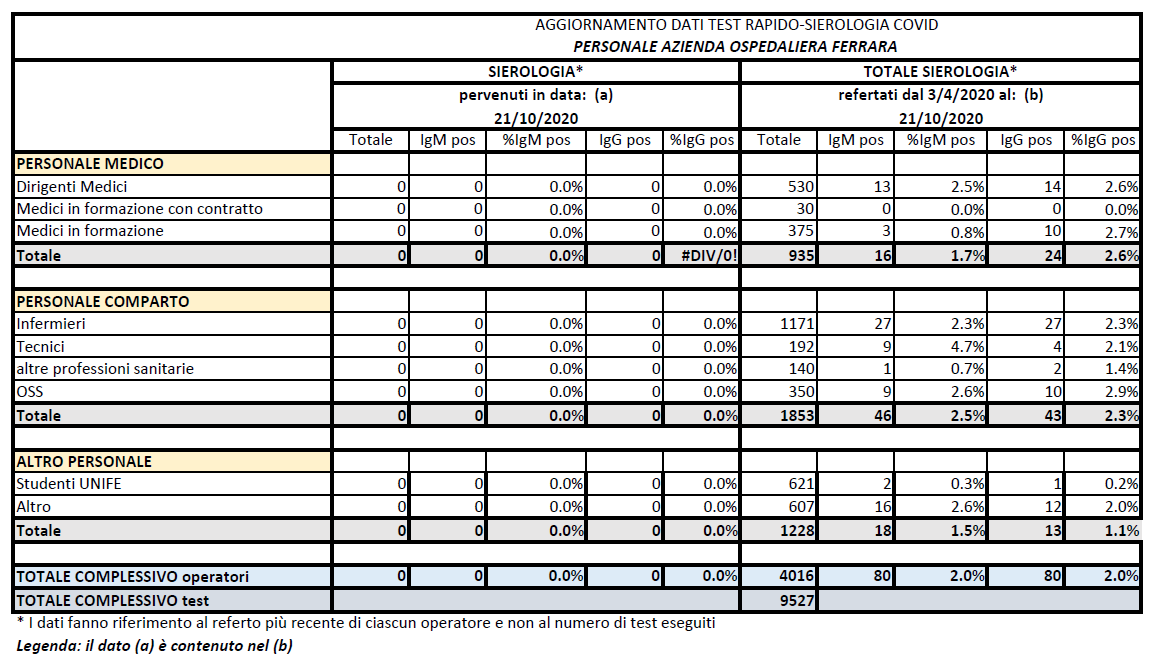 AGGIORNAMENTO DATI TEST RAPIDO-SIEROLOGIA COVID
PERSONALE AZIENDA OSPEDALIERA FERRARA
SIEROLOGIA* TOTALE SIEROLOGIA*
pervenuti in data: (a) refertati dal 3/4/2020 al: (b)
21/10/2020 21/10/2020
Totale IgM pos %IgM pos IgG pos %IgG pos Totale IgM pos %IgM pos IgG pos %IgG pos
PERSONALE MEDICO
Dirigenti Medici 0 0 0.0% 0 0.0% 530 13 2.5% 14 2.6%
Medici in formazione con contratto 0 0 0.0% 0 0.0% 30 0 0.0% 0 0.0%
Medici in formazione 0 0 0.0% 0 0.0% 375 3 0.8% 10 2.7%
Totale 0 0 0.0% 0 #DIV/0! 935 16 1.7% 24 2.6%
PERSONALE COMPARTO
Infermieri 0 0 0.0% 0 0.0% 1171 27 2.3% 27 2.3%
Tecnici 0 0 0.0% 0 0.0% 192 9 4.7% 4 2.1%
altre professioni sanitarie 0 0 0.0% 0 0.0% 140 1 0.7% 2 1.4%
OSS 0 0 0.0% 0 0.0% 350 9 2.6% 10 2.9%
Totale 0 0 0.0% 0 0.0% 1853 46 2.5% 43 2.3%
ALTRO PERSONALE
Studenti UNIFE 0 0 0.0% 0 0.0% 621 2 0.3% 1 0.2%
Altro 0 0 0.0% 0 0.0% 607 16 2.6% 12 2.0%
Totale 0 0 0.0% 0 0.0% 1228 18 1.5% 13 1.1%
TOTALE COMPLESSIVO operatori 0 0 0.0% 0 0.0% 4016 80 2.0% 80 2.0%
TOTALE COMPLESSIVO test 9527
* I dati fanno riferimento al referto più recente di ciascun operatore e non al numero di test eseguiti
Legenda: il dato (a) è contenuto nel (b)